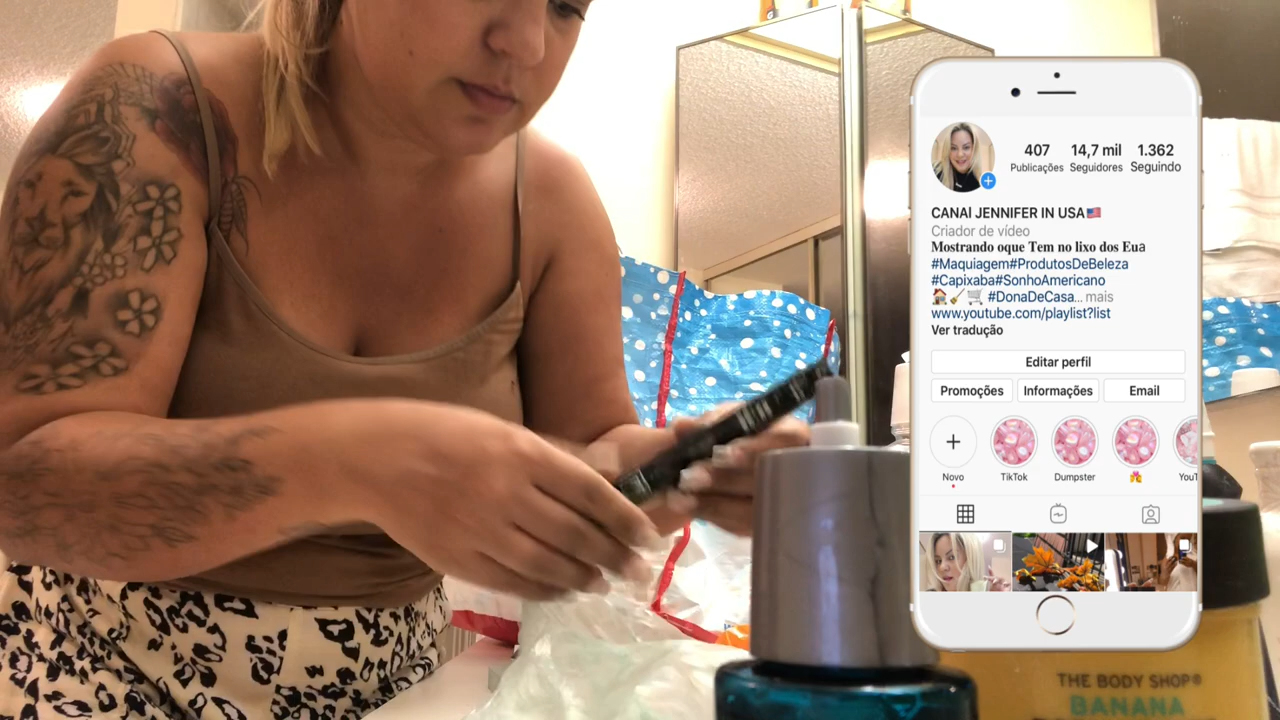 407 14,7 mil 1.362
Publicações Seguidores Seguindo
CANAl JENNIFER IN USA🇺🇸
Criador de vídeo
Mostrando oque Tem no lixo dos Eua
#Maquiagem#ProdutosDeBeleza
#Capixaba#SonhoAmericano
🏠🧹🛒 #DonaDeCasa... mais
www.youtube.com/playlist?list
Ver tradução
Editar perfil
Promoções Informações Email
Novo TikTok Dumpster 💏 YouT
THE BODY SHOP®
BANANA